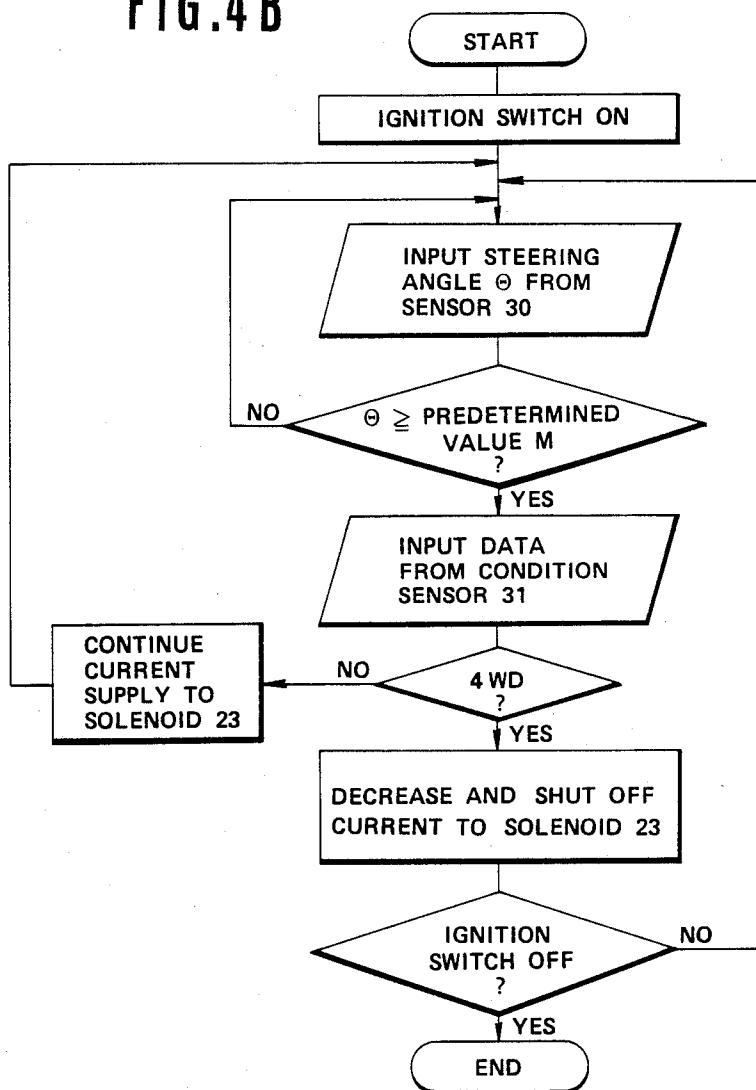 FIG.4B
START
IGNITION SWITCH ON
INPUT STEERING
ANGLE Θ FROM
SENSOR 30
NO
Θ ≧ PREDETERMINED
VALUE M
?
YES
INPUT DATA
FROM CONDITION
SENSOR 31
CONTINUE
CURRENT
SUPPLY TO
SOLENOID 23
NO
4WD
?
YES
DECREASE AND SHUT OFF
CURRENT TO SOLENOID 23
IGNITION
SWITCH OFF
?
NO
YES
END